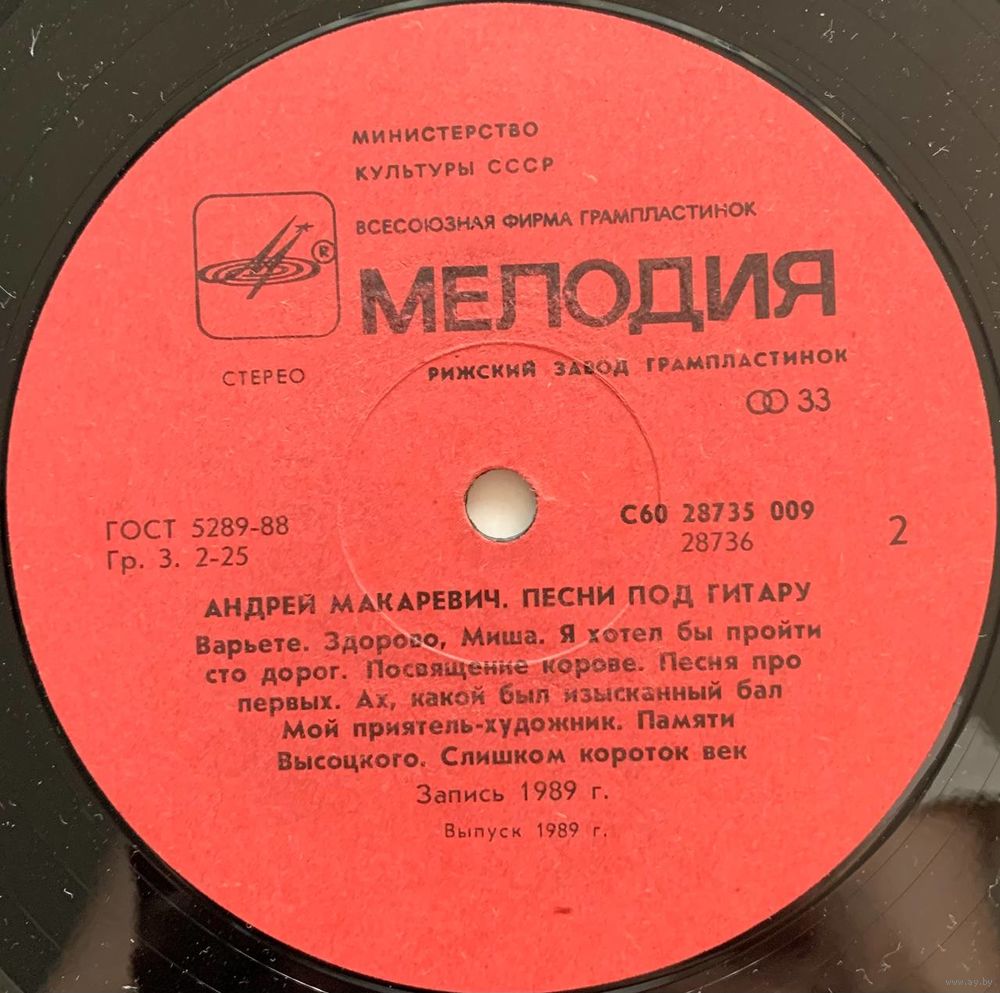 МИНИСТЕРСТВО
КУЛЬТУРЫ СССР
ВСЕСОЮЗНАЯ ФИРМА ГРАМПЛАСТИНОК
®
МЕЛОДИЯ
СТЕРЕО
РИЖСКИЙ ЗАВОД ГРАМПЛАСТИНОК
33
ГОСТ 5289-88
Гр. 3. 2-25
С60 28735 009
28736
2
АНДРЕЙ МАКАРЕВИЧ. ПЕСНИ ПОД ГИТАРУ
Варьете. Здорово, Миша. Я хотел бы пройти
сто дорог. Посвящение корове. Песня про
первых. Ах, какой был изысканный бал
Мой приятель-художник. Памяти
Высоцкого. Слишком короток век
Запись 1989 г.
Выпуск 1989 г.
www.ay.by